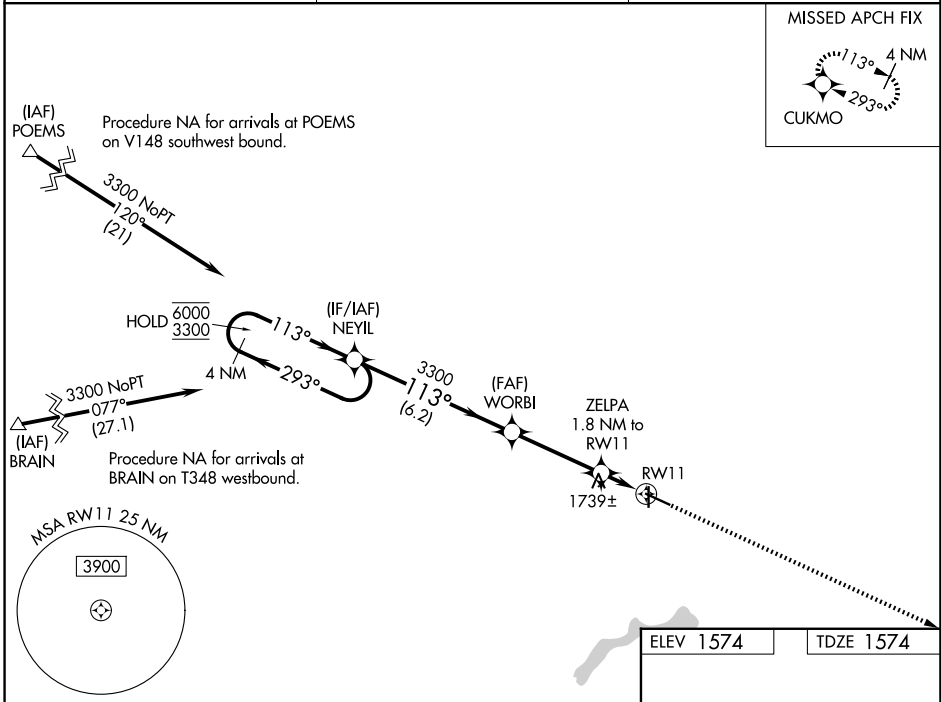 MISSED APCH FIX
113°
4 NM
293°
CUKMO
(IAF)
POEMS
Procedure NA for arrivals at POEMS
on V148 southwest bound.
3300 NoPT
120°
(21)
HOLD
6000
3300
113°
(IF/IAF)
NEYIL
4 NM
293°
3300
113°
(6.2)
(FAF)
WORBI
ZELPA
1.8 NM to
RW11
RW11
1739±
3300 NoPT
077°
(27.1)
(IAF)
BRAIN
Procedure NA for arrivals at
BRAIN on T348 westbound.
MSA RW11 25 NM
3900
ELEV 1574
TDZE 1574